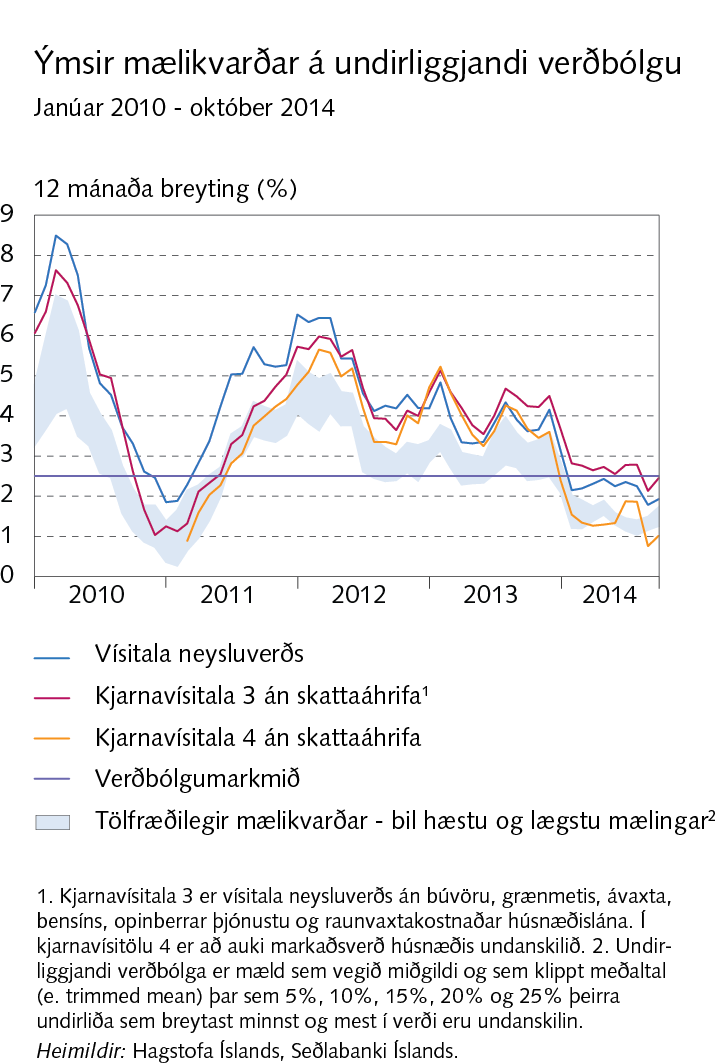 Ýmsir mælikvarðar á undirliggjandi verðbólgu
Janúar 2010 - október 2014
12 mánaða breyting (%)
9
8
7
6
5
4
3
2
1
0
2010 2011 2012 2013 2014
Vísitala neysluverðs
Kjarnavísitala 3 án skattaáhrifa¹
Kjarnavísitala 4 án skattaáhrifa
Verðbólgumarkmið
Tölfræðilegir mælikvarðar - bil hæstu og lægstu mælingar²
1. Kjarnavísitala 3 er vísitala neysluverðs án búvöru, grænmetis, ávaxta,
bensíns, opinberrar þjónustu og raunvaxtakostnaðar húsnæðislána. Í
kjarnavísitölu 4 er að auki markaðsverð húsnæðis undanskilið. 2. Undir-
liggjandi verðbólga er mæld sem vegið miðgildi og sem klippt meðaltal
(e. trimmed mean) þar sem 5%, 10%, 15%, 20% og 25% þeirra
undirliða sem breytast minnst og mest í verði eru undanskilin.
Heimildir: Hagstofa Íslands, Seðlabanki Íslands.